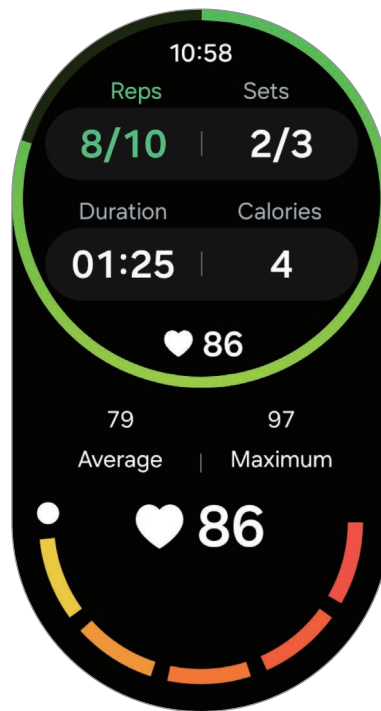 10:58
Reps Sets
8/10 | 2/3
Duration Calories
01:25 | 4
86
79 97
Average | Maximum
86